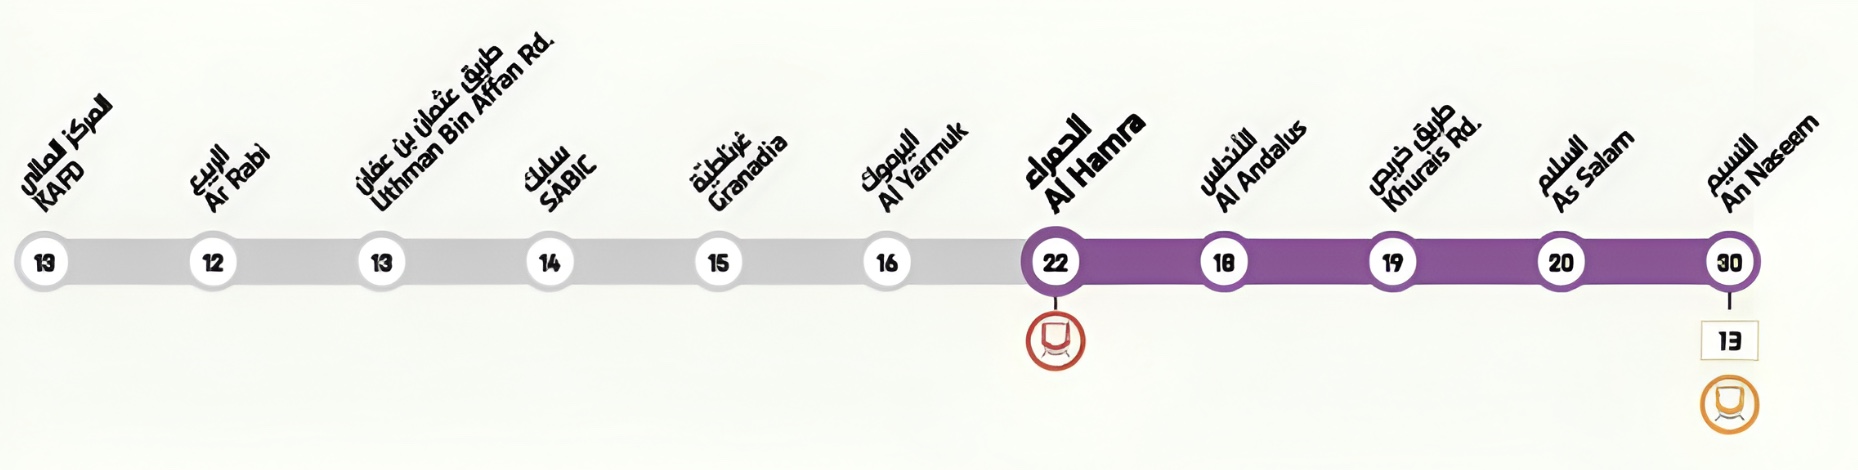 المركز المالي
KAFD
الربيع
Ar Rabi
طريق عثمان بن عفان
Uthman Bin Affan Rd.
سابك
SABIC
غرناطة
Granadia
اليرموك
Al Yarmuk
الحمراء
Al Hamra
الأندلس
Al Andalus
طريق خريص
Khurais Rd.
السلام
As Salam
النسيم
An Naseem
13
12
13
14
15
16
22
18
19
20
30
13